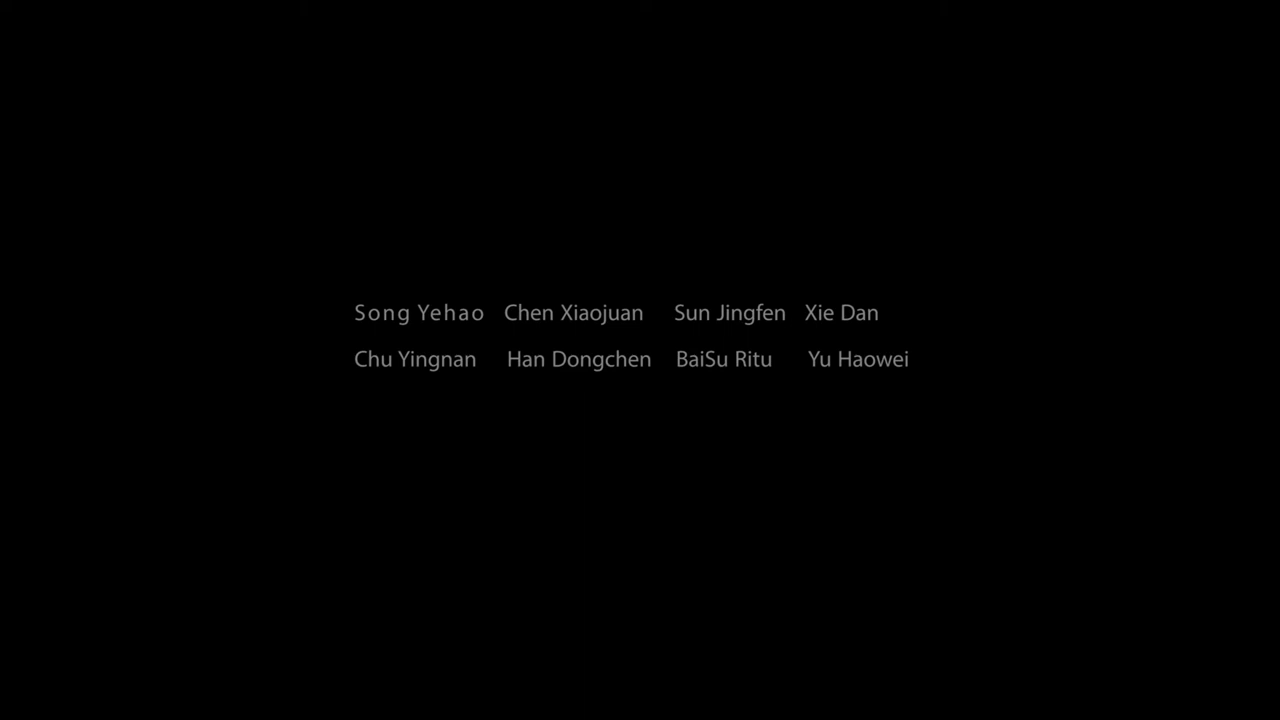 Song Yehao Chen Xiaojuan Sun Jingfen Xie Dan
Chu Yingnan Han Dongchen BaiSu Ritu Yu Haowei